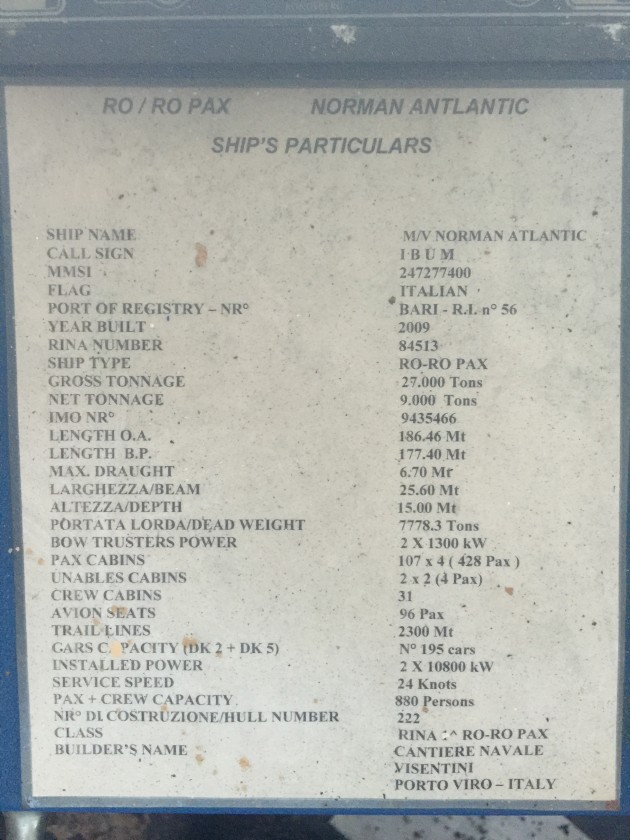 RO / RO PAX NORMAN ANTLANTIC
SHIP'S PARTICULARS
SHIP NAME M/V NORMAN ATLANTIC
CALL SIGN I B U M
MMSI 247277400
FLAG ITALIAN
PORT OF REGISTRY – NR° BARI - R.I. n° 56
YEAR BUILT 2009
RINA NUMBER 84513
SHIP TYPE RO-RO PAX
GROSS TONNAGE 27.000 Tons
NET TONNAGE 9.000 Tons
IMO NR° 9435466
LENGTH O.A. 186.46 Mt
LENGTH B.P. 177.40 Mt
MAX. DRAUGHT 6.70 Mt
LARGHEZZA/BEAM 25.60 Mt
ALTEZZA/DEPTH 15.00 Mt
PORTATA LORDA/DEAD WEIGHT 7778.3 Tons
BOW TRUSTERS POWER 2 X 1300 kW
PAX CABINS 107 x 4 ( 428 Pax )
UNABLES CABINS 2 x 2 (4 Pax)
CREW CABINS 31
AVION SEATS 96 Pax
TRAIL LINES 2300 Mt
CARS C PACITY (DK 2 + DK 5) N° 195 cars
INSTALLED POWER 2 X 10800 kW
SERVICE SPEED 24 Knots
PAX + CREW CAPACITY 880 Persons
NR° DI COSTRUZIONE/HULL NUMBER 222
CLASS RINA RO-RO PAX
BUILDER'S NAME CANTIERE NAVALE
VISENTINI
PORTO VIRO – ITALY